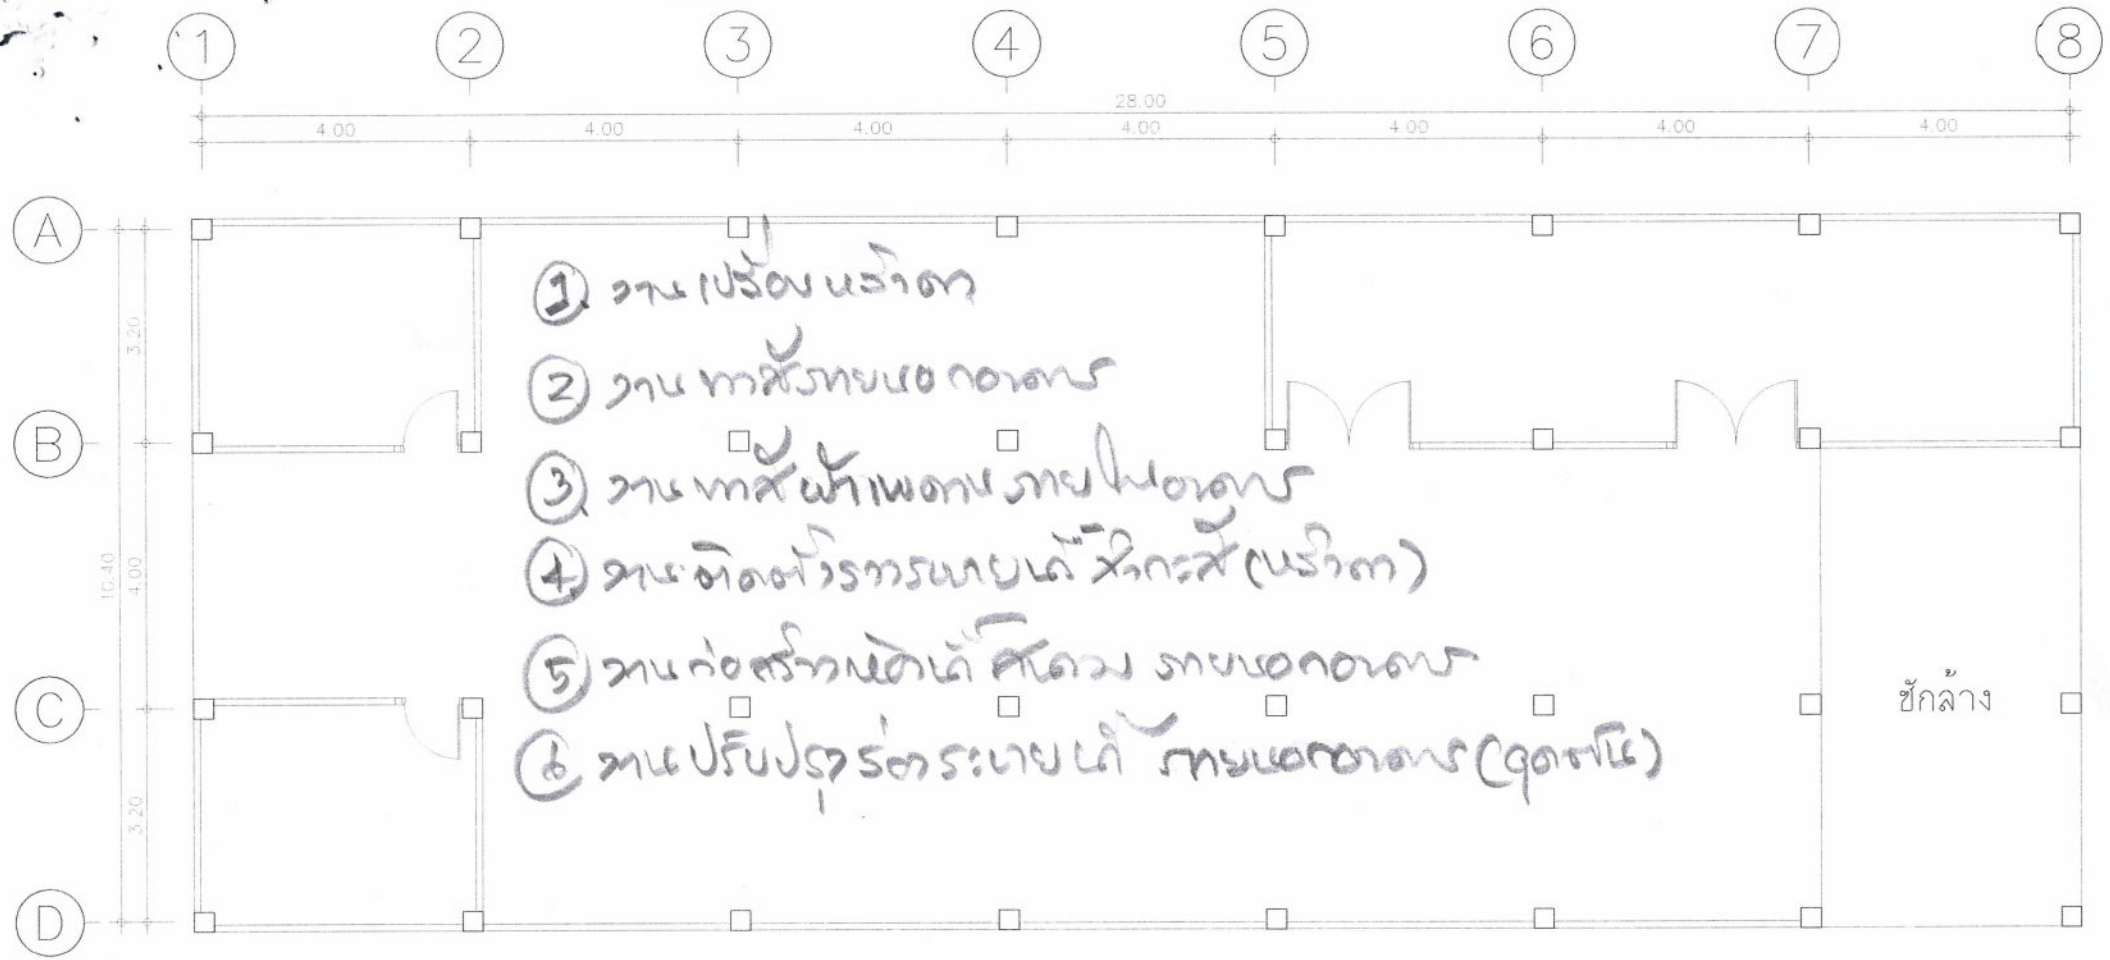 1 2 3 4 5 6 7 8
28.00
4.00 4.00 4.00 4.00 4.00 4.00 4.00
A
3.20
B
10.40
4.00
C
3.20
D
① งานเปลี่ยนหลังคา
② งานทาสีภายนอกอาคาร
③ งานทาสีฝ้าเพดานภายในอาคาร
④ งานติดตั้งรางระบายน้ำ สังกะสี (หลังคา)
⑤ งานก่อสร้าง ภายนอกอาคาร
⑥ งานปรับปรุงร่องระบายน้ำ ภายนอกอาคาร
ซักล้าง